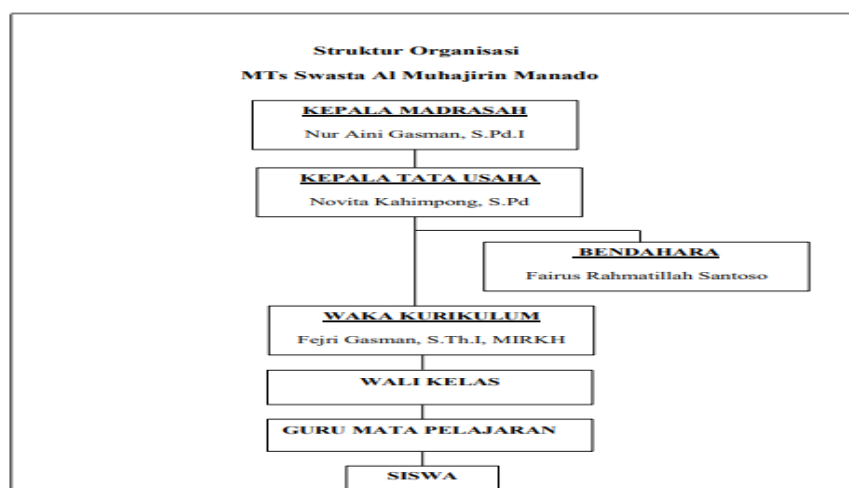 Struktur Organisasi
MTs Swasta Al Muhajirin Manado
KEPALA MADRASAH
Nur Aini Gasman, S.Pd.I
KEPALA TATA USAHA
Novita Kahimpong, S.Pd
BENDAHARA
Fairus Rahmatillah Santoso
WAKA KURIKULUM
Fejri Gasman, S.Th.I, MIRKH
WALI KELAS
GURU MATA PELAJARAN
SISWA